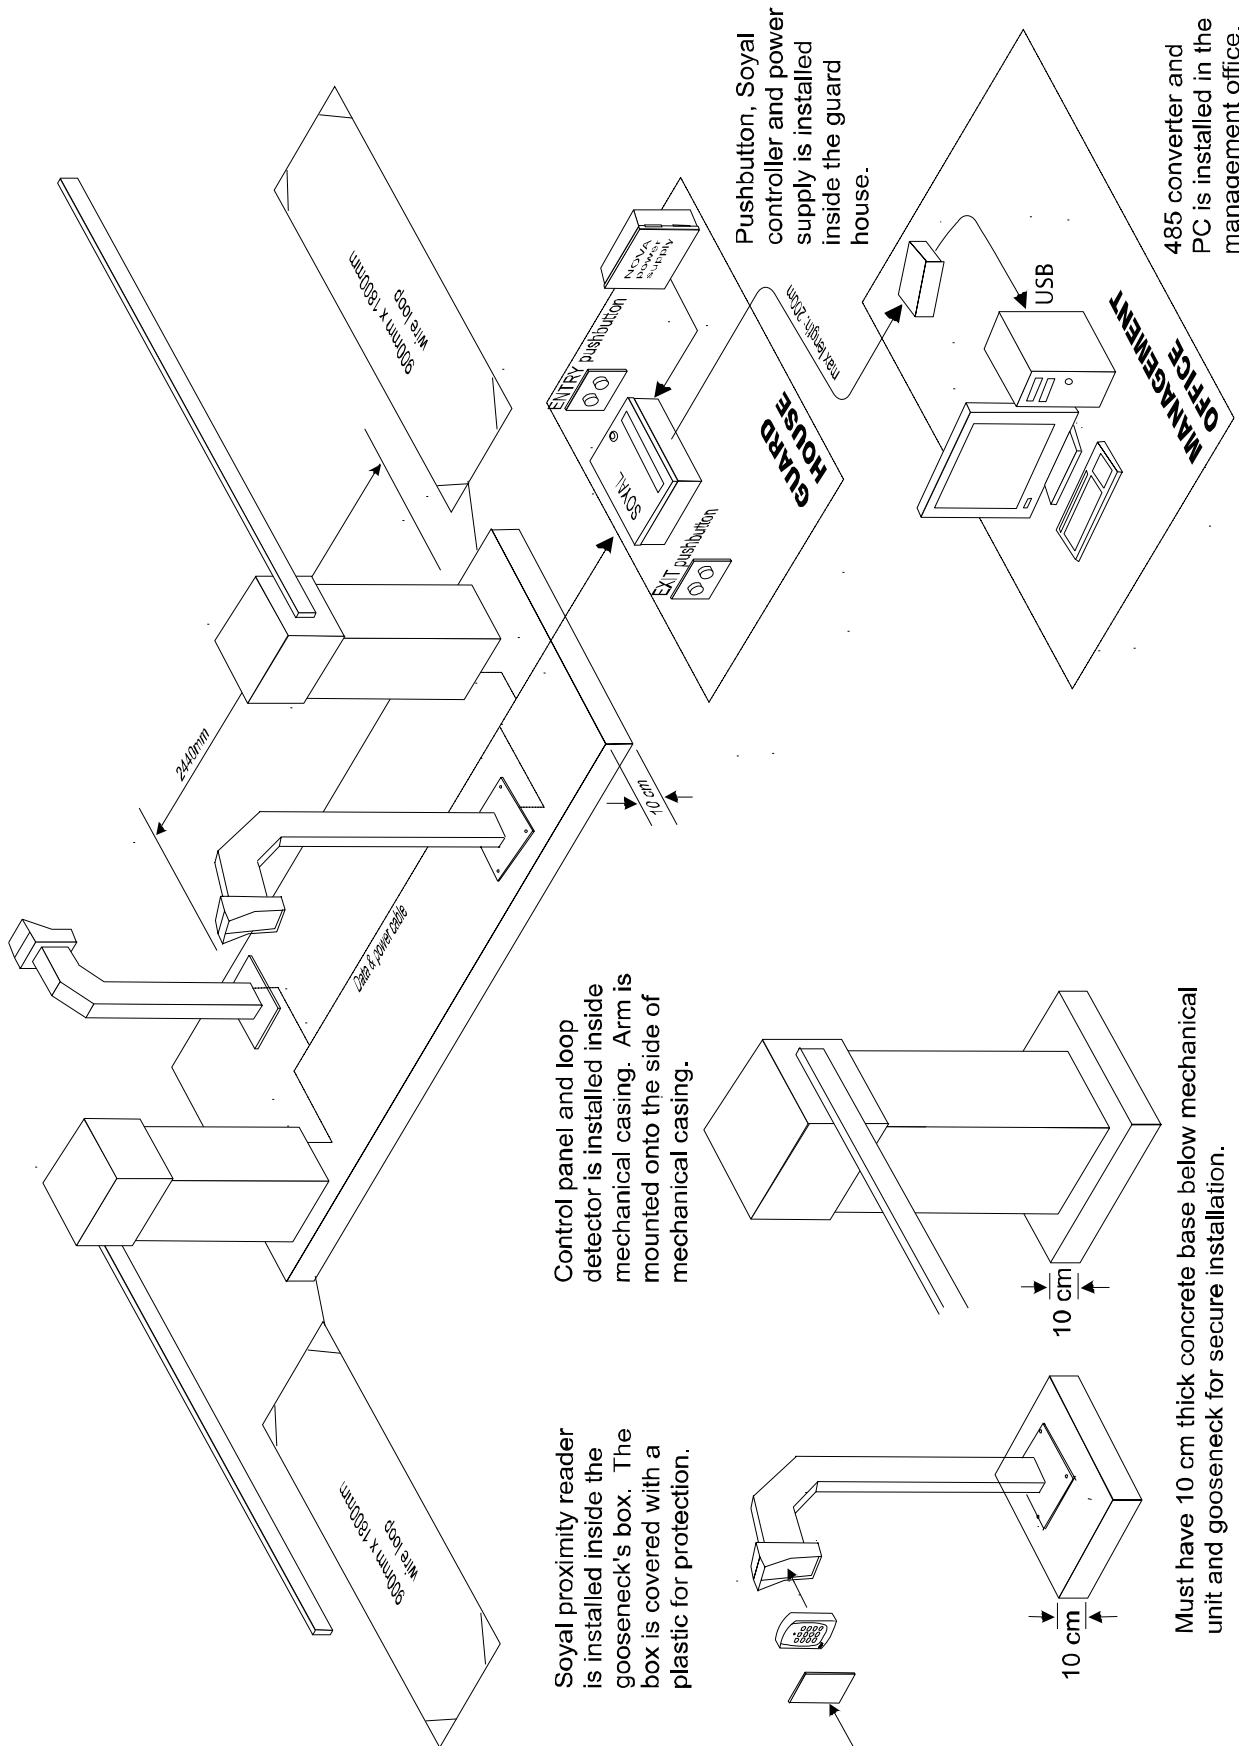 900mm x 1800mm
wire loop
2440mm
Data & power cable
10 cm
900mm x 1800mm
wire loop
Soyal proximity reader
is installed inside the
gooseneck's box. The
box is covered with a
plastic for protection.
Control panel and loop
detector is installed inside
mechanical casing. Arm is
mounted onto the side of
mechanical casing.
10 cm
10 cm
Must have 10 cm thick concrete base below mechanical
unit and gooseneck for secure installation.
ENTRY pushbutton
NOVA
power
supply
SOYAL
EXIT pushbutton
GUARD
HOUSE
Pushbutton, Soyal
controller and power
supply is installed
inside the guard
house.
max length: 200m
USB
MANAGEMENT
OFFICE
485 converter and
PC is installed in the
management office.